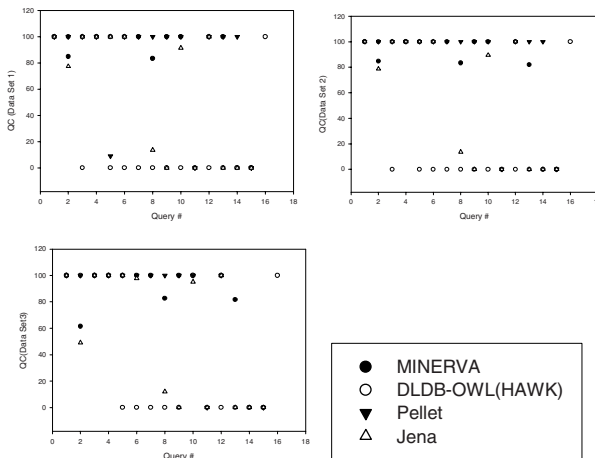 QC (Data Set 1)
120
100
80
60
40
20
0
0 2 4 6 8 10 12 14 16 18
Query #
QC(Data Set 2)
120
100
80
60
40
20
0
0 2 4 6 8 10 12 14 16 18
Query #
QC(Data Set3)
120
100
80
60
40
20
0
0 2 4 6 8 10 12 14 16 18
Query #
MINERVA
DLDB-OWL(HAWK)
Pellet
Jena